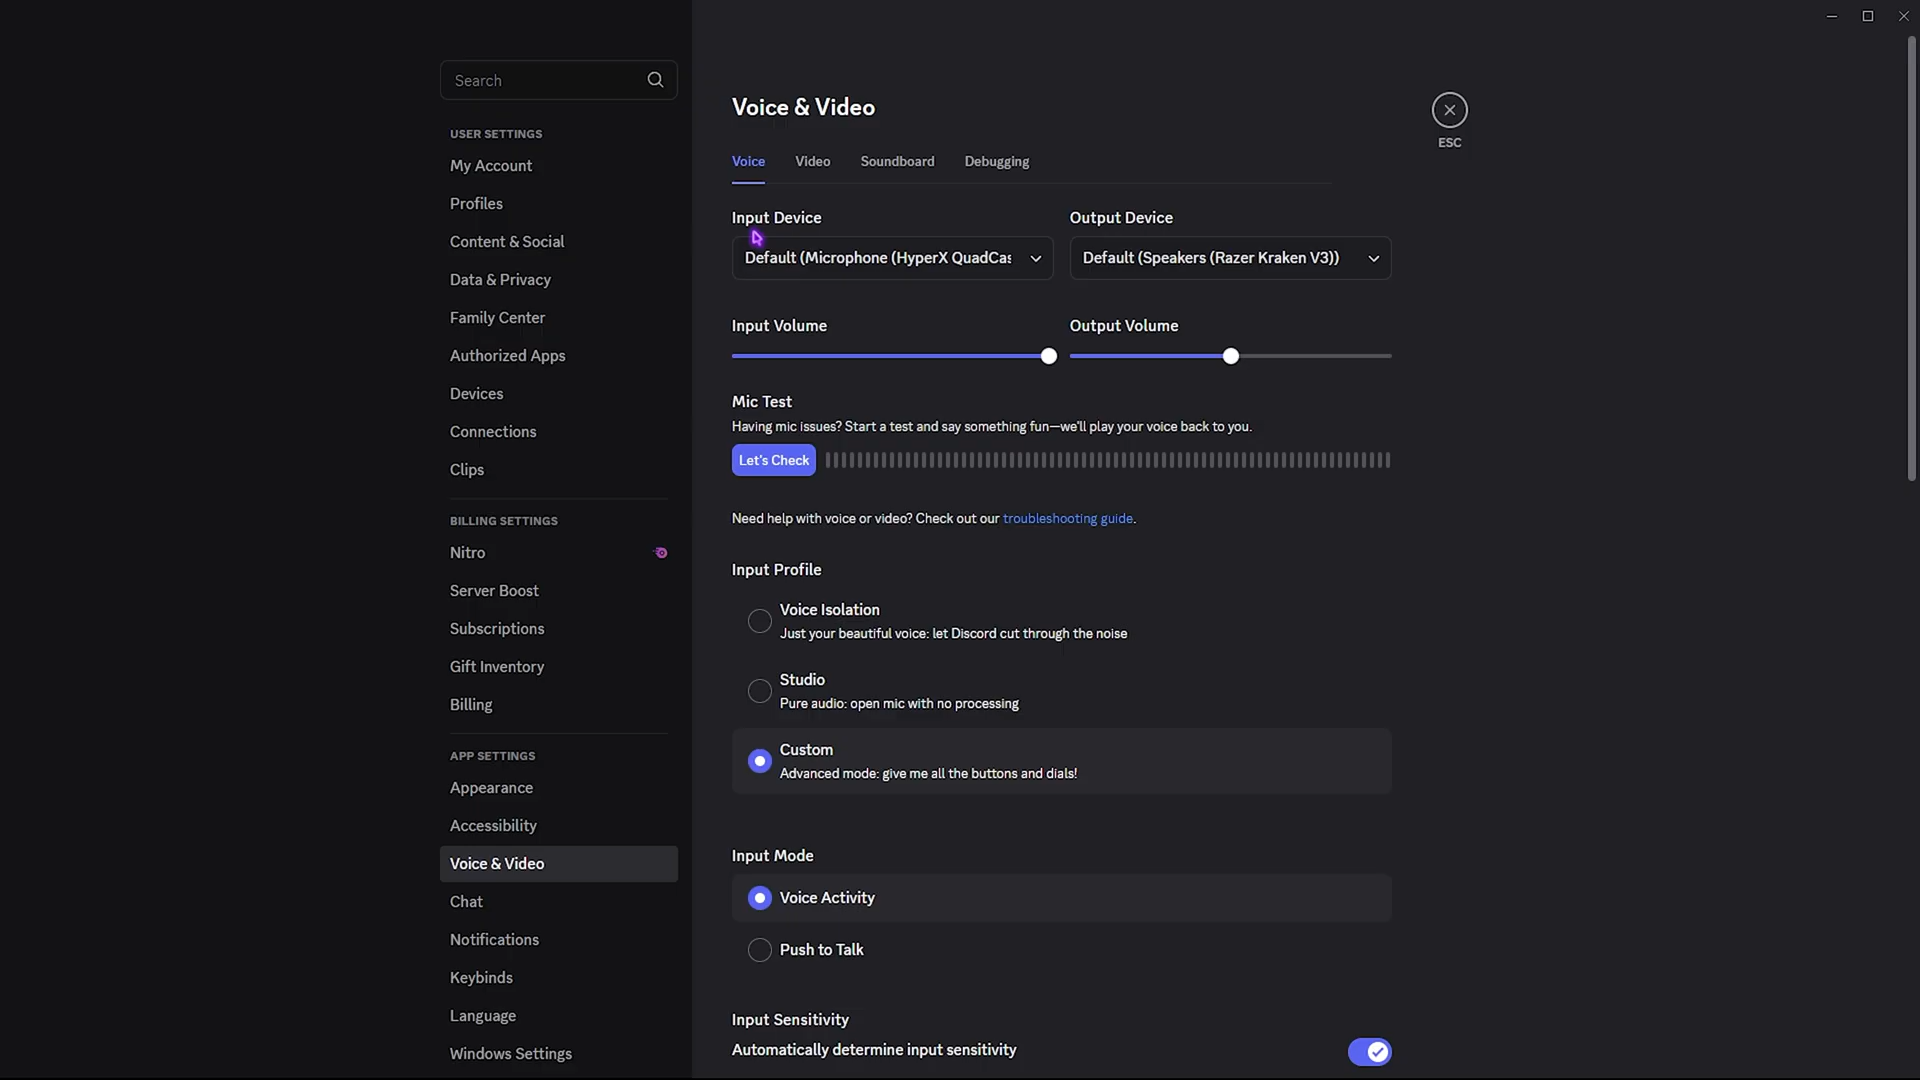 Search
USER SETTINGS
My Account
Profiles
Content & Social
Data & Privacy
Family Center
Authorized Apps
Devices
Connections
Clips
BILLING SETTINGS
Nitro
Server Boost
Subscriptions
Gift Inventory
Billing
APP SETTINGS
Appearance
Accessibility
Voice & Video
Chat
Notifications
Keybinds
Language
Windows Settings
Voice & Video
ESC
Voice Video Soundboard Debugging
Input Device Output Device
Default (Microphone (HyperX QuadCas Default (Speakers (Razer Kraken V3))
Input Volume Output Volume
Mic Test
Having mic issues? Start a test and say something fun—we'll play your voice back to you.
Let's Check
Need help with voice or video? Check out our troubleshooting guide.
Input Profile
Voice Isolation
Just your beautiful voice: let Discord cut through the noise
Studio
Pure audio: open mic with no processing
Custom
Advanced mode: give me all the buttons and dials!
Input Mode
Voice Activity
Push to Talk
Input Sensitivity
Automatically determine input sensitivity